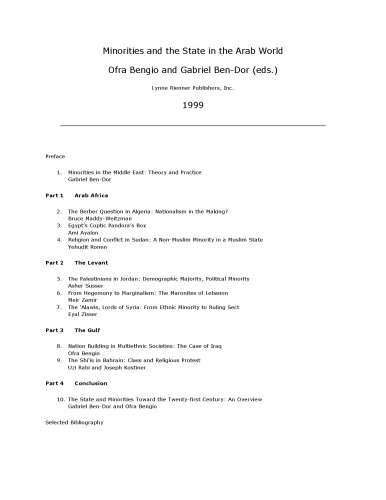 Minorities and the State in the Arab World
Ofra Bengio and Gabriel Ben-Dor (eds.)
Lynne Rienner Publishers, Inc.
1999
Preface
1. Minorities in the Middle East: Theory and Practice
Gabriel Ben-Dor
Part 1 Arab Africa
2. The Berber Question in Algeria: Nationalism in the Making?
Bruce Maddy-Weitzman
3. Egypt's Coptic Pandora's Box
Ami Ayalon
4. Religion and Conflict in Sudan: A Non-Muslim Minority in a Muslim State
Yehudit Ronen
Part 2 The Levant
5. The Palestinians in Jordan: Demographic Majority, Political Minority
Asher Susser
6. From Hegemony to Marginalism: The Maronites of Lebanon
Meir Zamir
7. The 'Alawis, Lords of Syria: From Ethnic Minority to Ruling Sect
Eyal Zisser
Part 3 The Gulf
8. Nation Building in Multiethnic Societies: The Case of Iraq
Ofra Bengio
9. The Shi'is in Bahrain: Class and Religious Protest
Uzi Rabi and Joseph Kostiner
Part 4 Conclusion
10. The State and Minorities Toward the Twenty-first Century: An Overview
Gabriel Ben-Dor and Ofra Bengio
Selected Bibliography